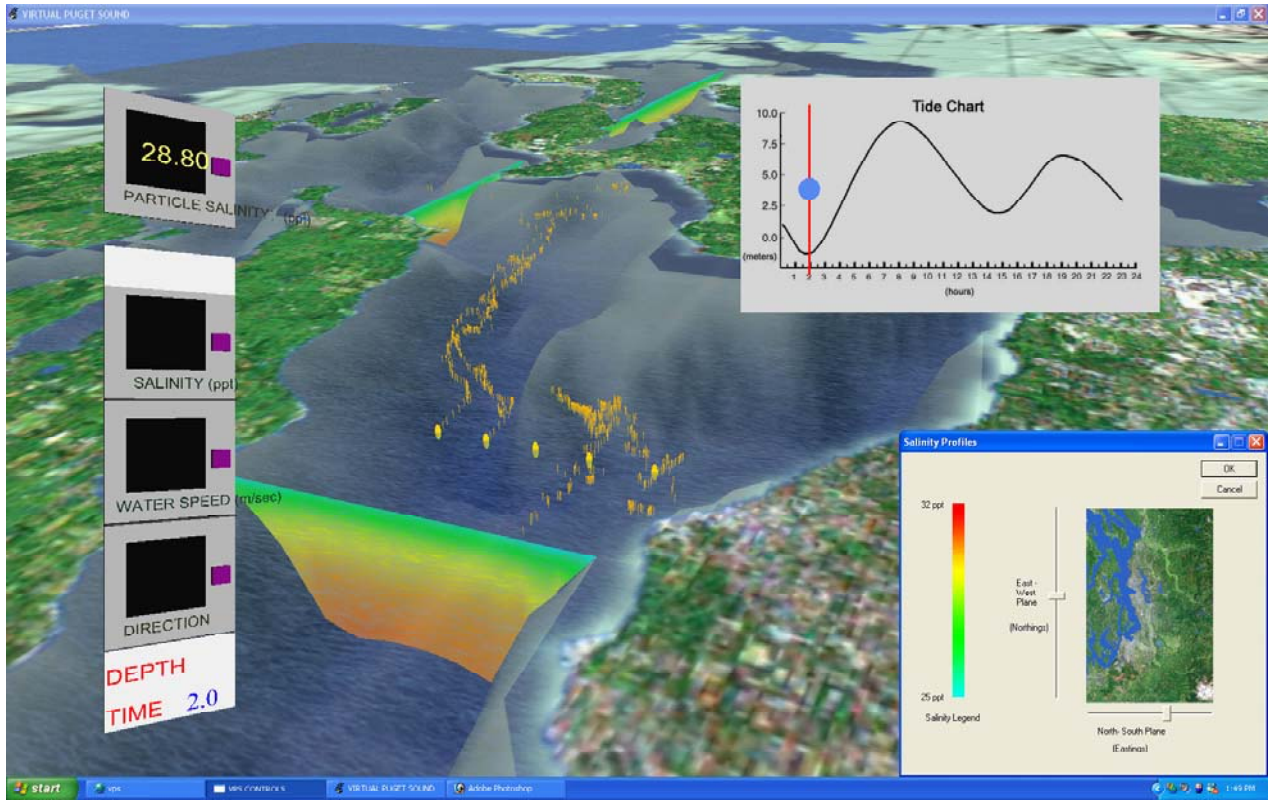 VIRTUAL PUGET SOUND
28.80
PARTICLE SALINITY (ppt)
SALINITY (ppt)
WATER SPEED (m/sec)
DIRECTION
DEPTH
TIME 2.0
Tide Chart
10.0
7.5
5.0
2.5
0.0
(meters)
1 2 3 4 5 6 7 8 9 10 11 12 13 14 15 16 17 18 19 20 21 22 23 24
(hours)
Salinity Profiles
OK
Cancel
32 ppt
East -
West
Plane
(Northings)
25 ppt
Salinity Legend
North- South Plane
(Eastings)
start
vps
VPS CONTROLS
VIRTUAL PUGET SOUND
Adobe Photoshop
1:49 PM